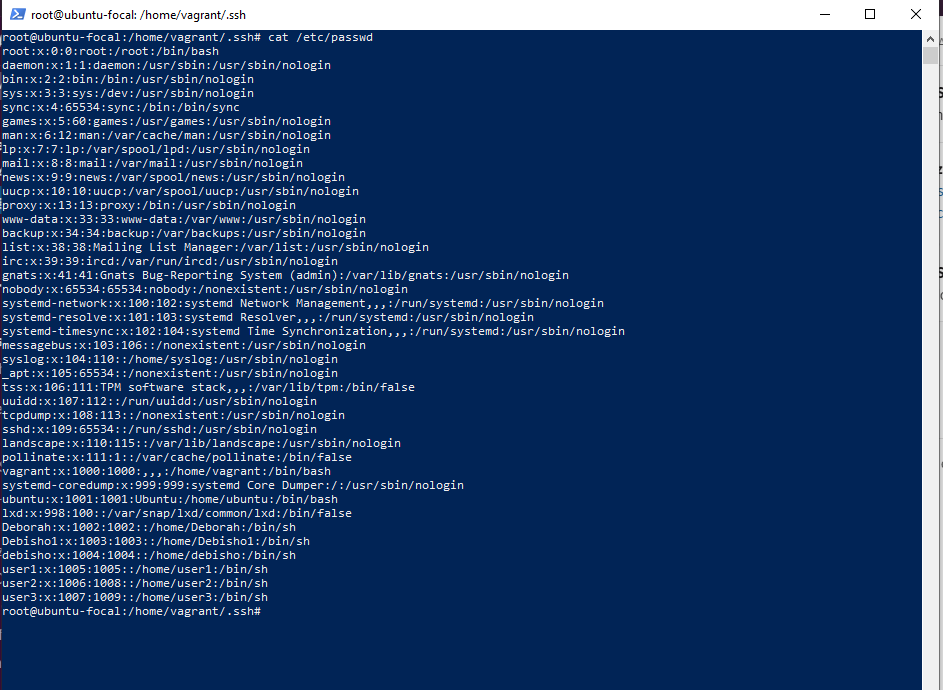 root@ubuntu-focal: /home/vagrant/.ssh
root@ubuntu-focal:/home/vagrant/.ssh# cat /etc/passwd
root:x:0:0:root:/root:/bin/bash
daemon:x:1:1:daemon:/usr/sbin:/usr/sbin/nologin
bin:x:2:2:bin:/bin:/usr/sbin/nologin
sys:x:3:3:sys:/dev:/usr/sbin/nologin
sync:x:4:65534:sync:/bin:/bin/sync
games:x:5:60:games:/usr/games:/usr/sbin/nologin
man:x:6:12:man:/var/cache/man:/usr/sbin/nologin
lp:x:7:7:lp:/var/spool/lpd:/usr/sbin/nologin
mail:x:8:8:mail:/var/mail:/usr/sbin/nologin
news:x:9:9:news:/var/spool/news:/usr/sbin/nologin
uucp:x:10:10:uucp:/var/spool/uucp:/usr/sbin/nologin
proxy:x:13:13:proxy:/bin:/usr/sbin/nologin
www-data:x:33:33:www-data:/var/www:/usr/sbin/nologin
backup:x:34:34:backup:/var/backups:/usr/sbin/nologin
list:x:38:38:Mailing List Manager:/var/list:/usr/sbin/nologin
irc:x:39:39:ircd:/var/run/ircd:/usr/sbin/nologin
gnats:x:41:41:Gnats Bug-Reporting System (admin):/var/lib/gnats:/usr/sbin/nologin
nobody:x:65534:65534:nobody:/nonexistent:/usr/sbin/nologin
systemd-network:x:100:102:systemd Network Management,,,:/run/systemd:/usr/sbin/nologin
systemd-resolve:x:101:103:systemd Resolver,,,:/run/systemd:/usr/sbin/nologin
systemd-timesync:x:102:104:systemd Time Synchronization,,,:/run/systemd:/usr/sbin/nologin
messagebus:x:103:106::/nonexistent:/usr/sbin/nologin
syslog:x:104:110::/home/syslog:/usr/sbin/nologin
_apt:x:105:65534::/nonexistent:/usr/sbin/nologin
tss:x:106:111:TPM software stack,,,:/var/lib/tpm:/bin/false
uuidd:x:107:112::/run/uuidd:/usr/sbin/nologin
tcpdump:x:108:113::/nonexistent:/usr/sbin/nologin
sshd:x:109:65534::/run/sshd:/usr/sbin/nologin
landscape:x:110:115::/var/lib/landscape:/usr/sbin/nologin
pollinate:x:111:1::/var/cache/pollinate:/bin/false
vagrant:x:1000:1000:,,,:/home/vagrant:/bin/bash
systemd-coredump:x:999:999:systemd Core Dumper:/:/usr/sbin/nologin
ubuntu:x:1001:1001:Ubuntu:/home/ubuntu:/bin/bash
lxd:x:998:100::/var/snap/lxd/common/lxd:/bin/false
Deborah:x:1002:1002::/home/Deborah:/bin/sh
Debisho1:x:1003:1003::/home/Debisho1:/bin/sh
debisho:x:1004:1004::/home/debisho:/bin/sh
user1:x:1005:1005::/home/user1:/bin/sh
user2:x:1006:1008::/home/user2:/bin/sh
user3:x:1007:1009::/home/user3:/bin/sh
root@ubuntu-focal:/home/vagrant/.ssh#